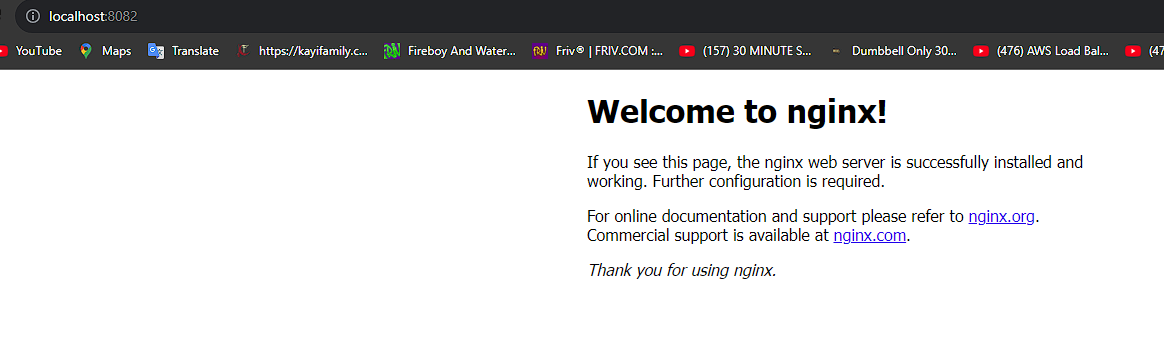 localhost:8082
YouTube Maps Translate https://kayifamily.c... Fireboy And Water... Friv® | FRIV.COM :... (157) 30 MINUTE S... Dumbbell Only 30... (476) AWS Load Bal... (47
Welcome to nginx!
If you see this page, the nginx web server is successfully installed and
working. Further configuration is required.
For online documentation and support please refer to nginx.org.
Commercial support is available at nginx.com.
Thank you for using nginx.